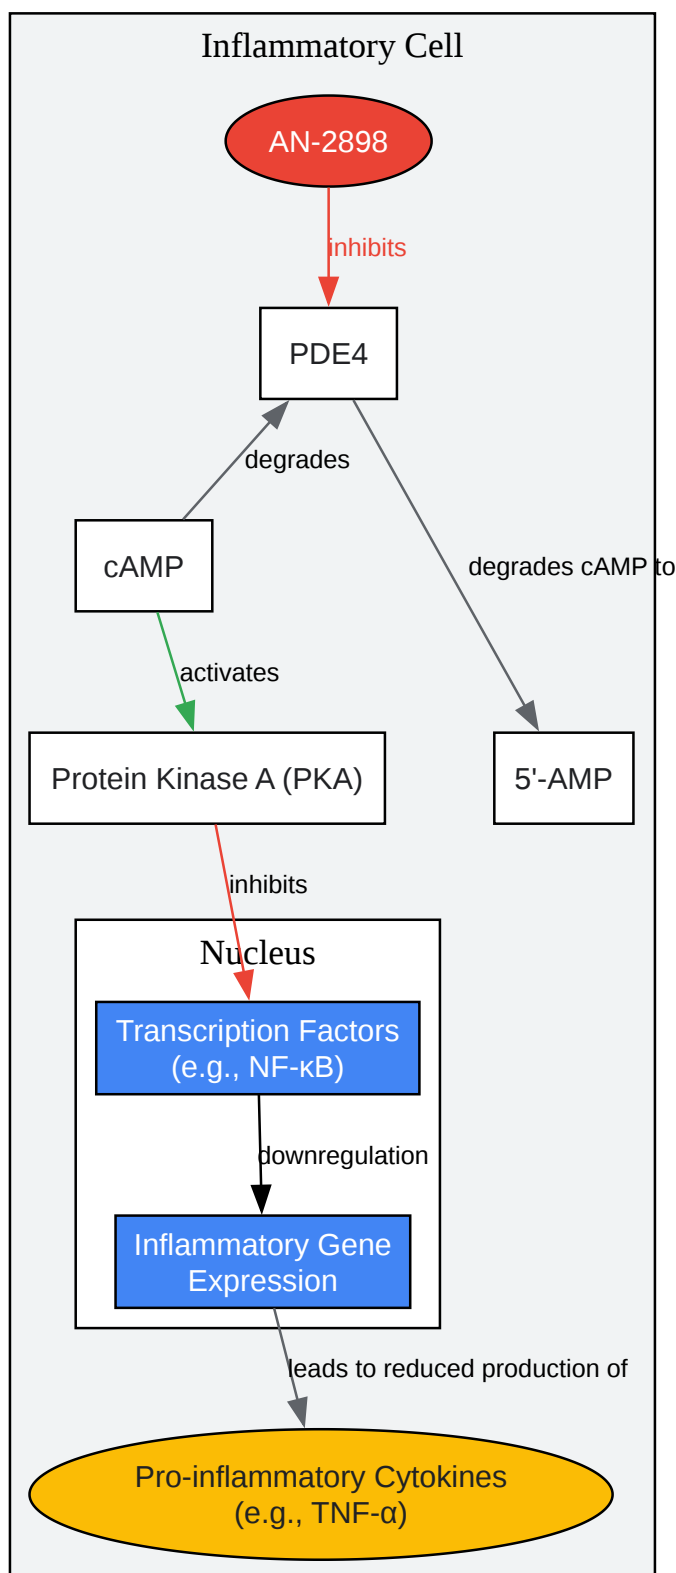 Inflammatory Cell
AN-2898
inhibits
PDE4
degrades
cAMP
degrades cAMP to
activates
Protein Kinase A (PKA)
5'-AMP
inhibits
Nucleus
Transcription Factors
(e.g., NF-κB)
downregulation
Inflammatory Gene
Expression
leads to reduced production of
Pro-inflammatory Cytokines
(e.g., TNF-α)